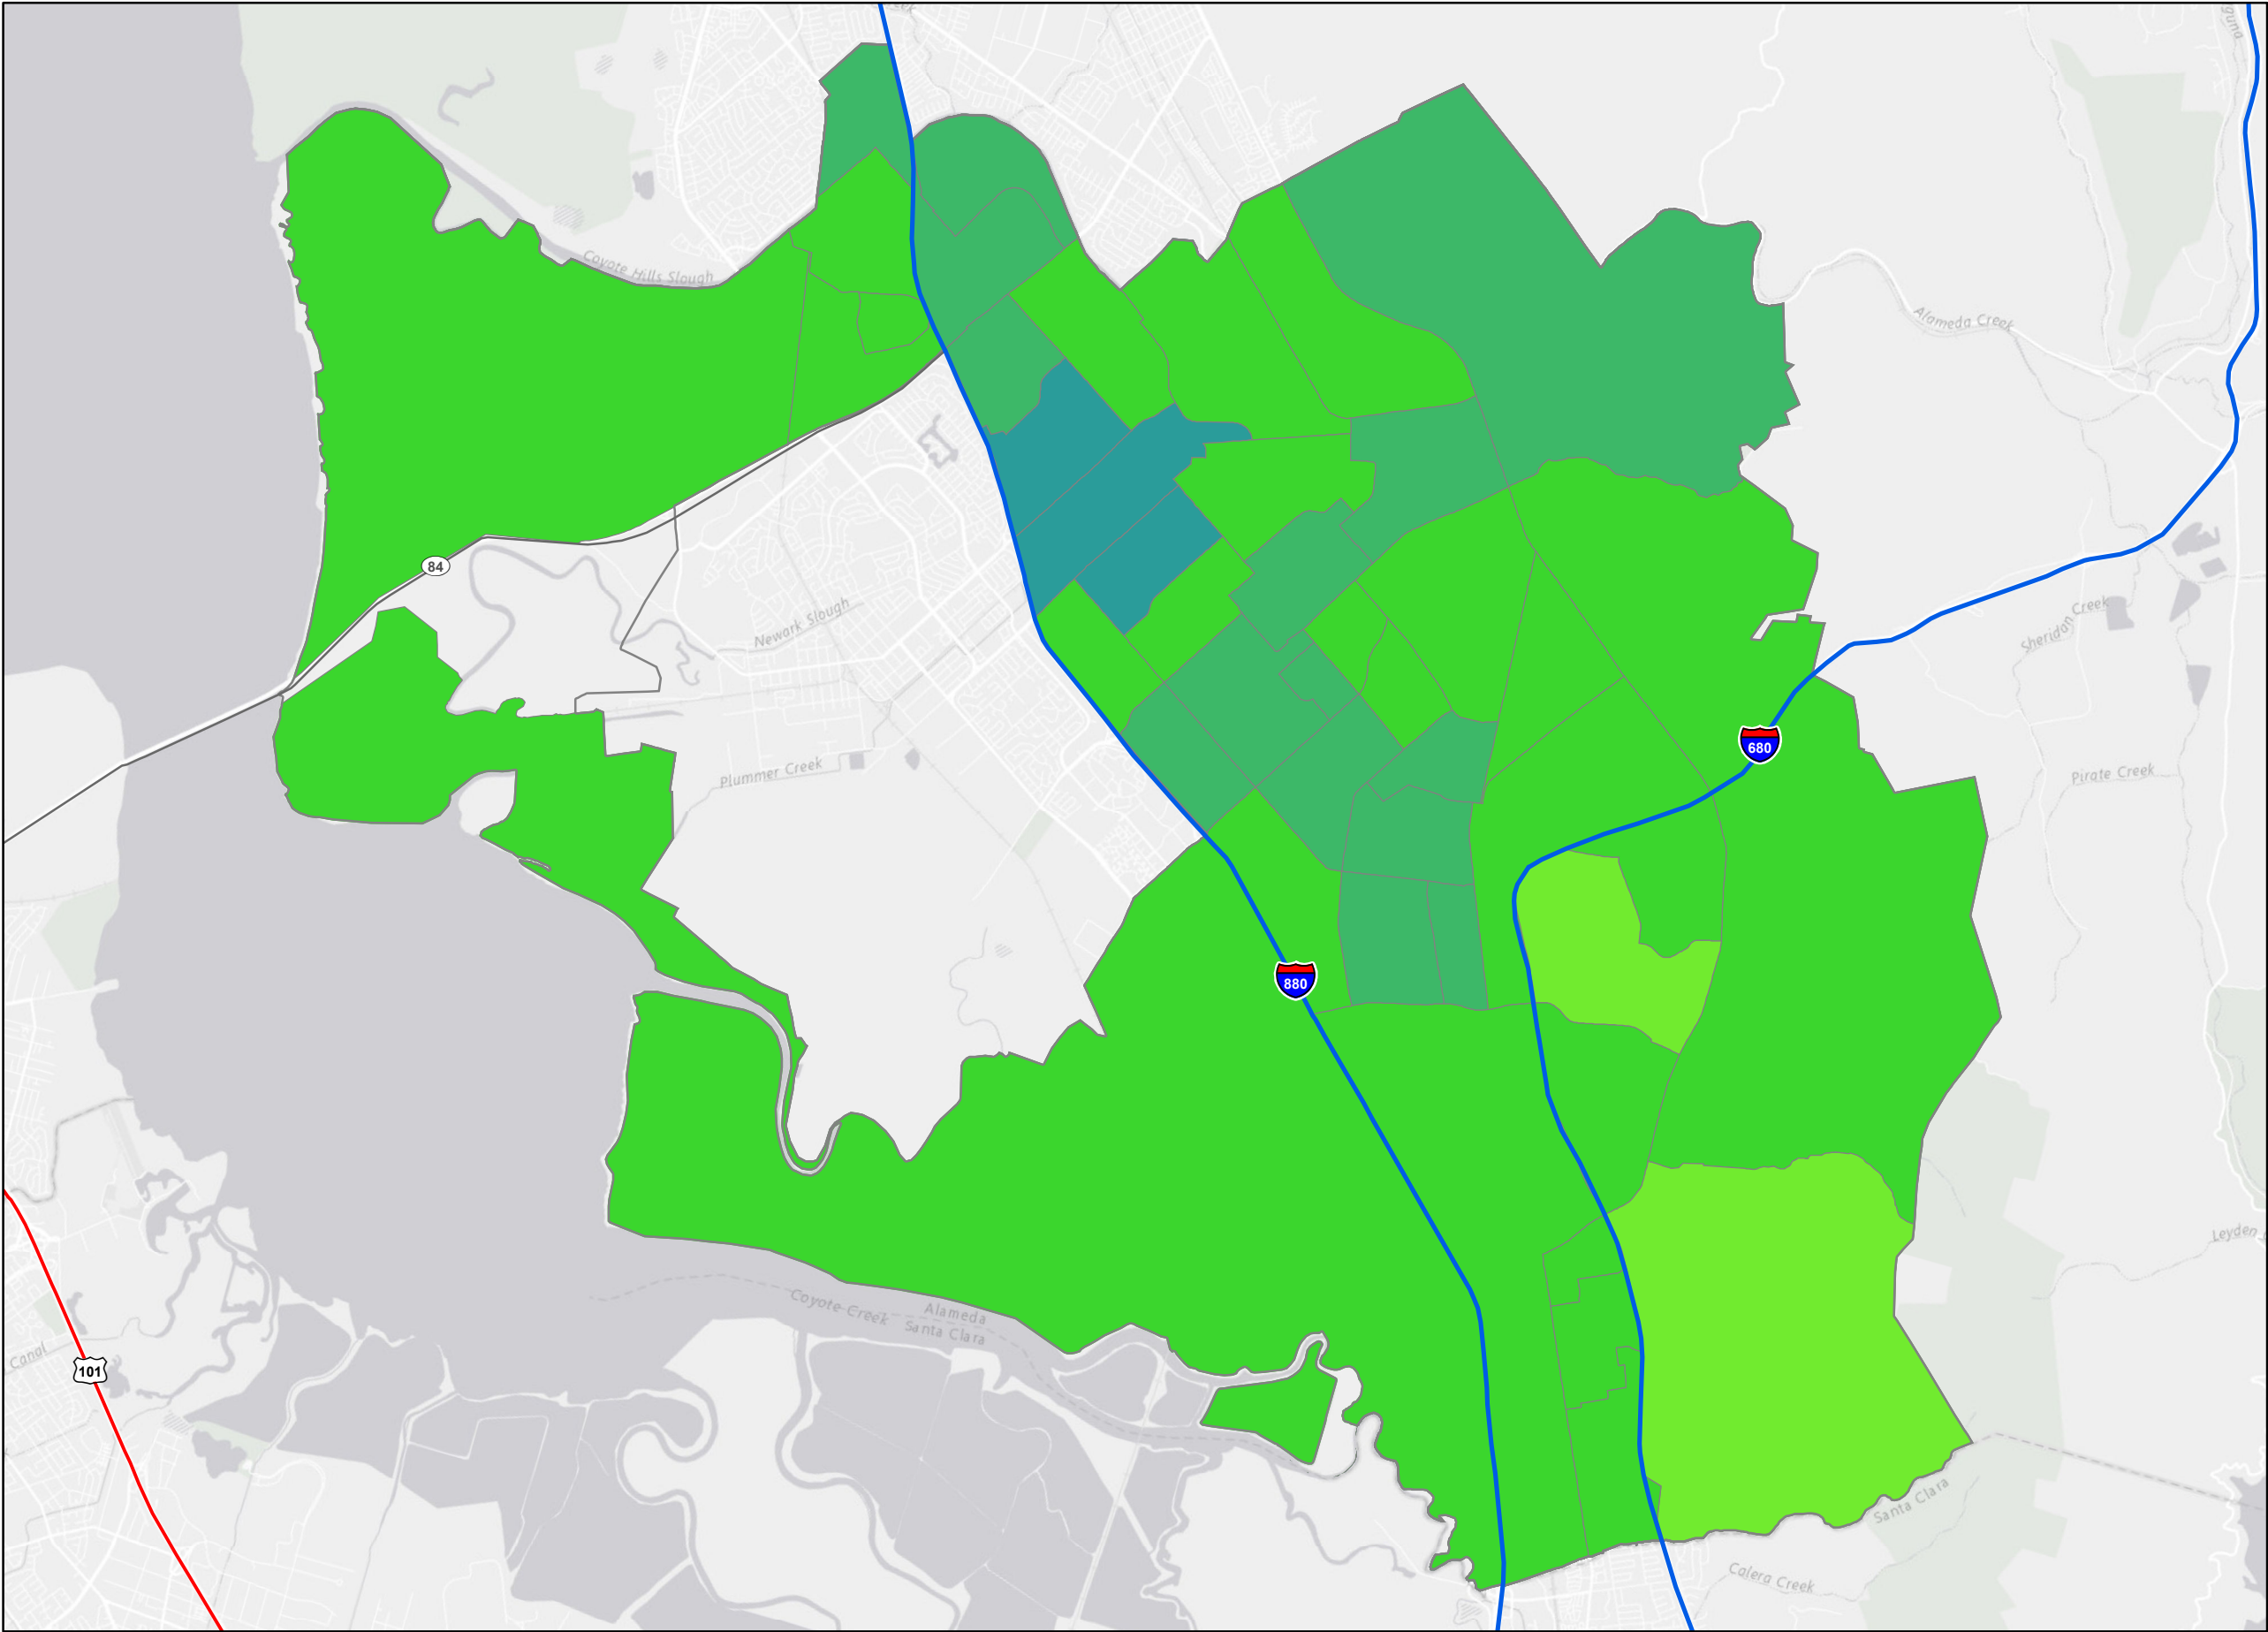 Coyote Hills Slough
Alameda Creek
84
Newark Slough
Sheridan Creek
680
Plummer Creek
Pirate Creek
880
Leyden
Coyote Creek
Alameda
Santa Clara
Canal
101
Santa Clara
Calera Creek